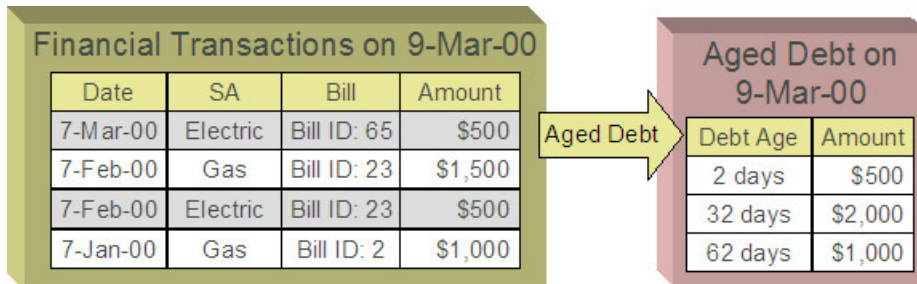 Financial Transactions on 9-Mar-00
Date SA Bill Amount
7-Mar-00 Electric Bill ID: 65 $500
7-Feb-00 Gas Bill ID: 23 $1,500
7-Feb-00 Electric Bill ID: 23 $500
7-Jan-00 Gas Bill ID: 2 $1,000
Aged Debt
Aged Debt on
9-Mar-00
Debt Age Amount
2 days $500
32 days $2,000
62 days $1,000